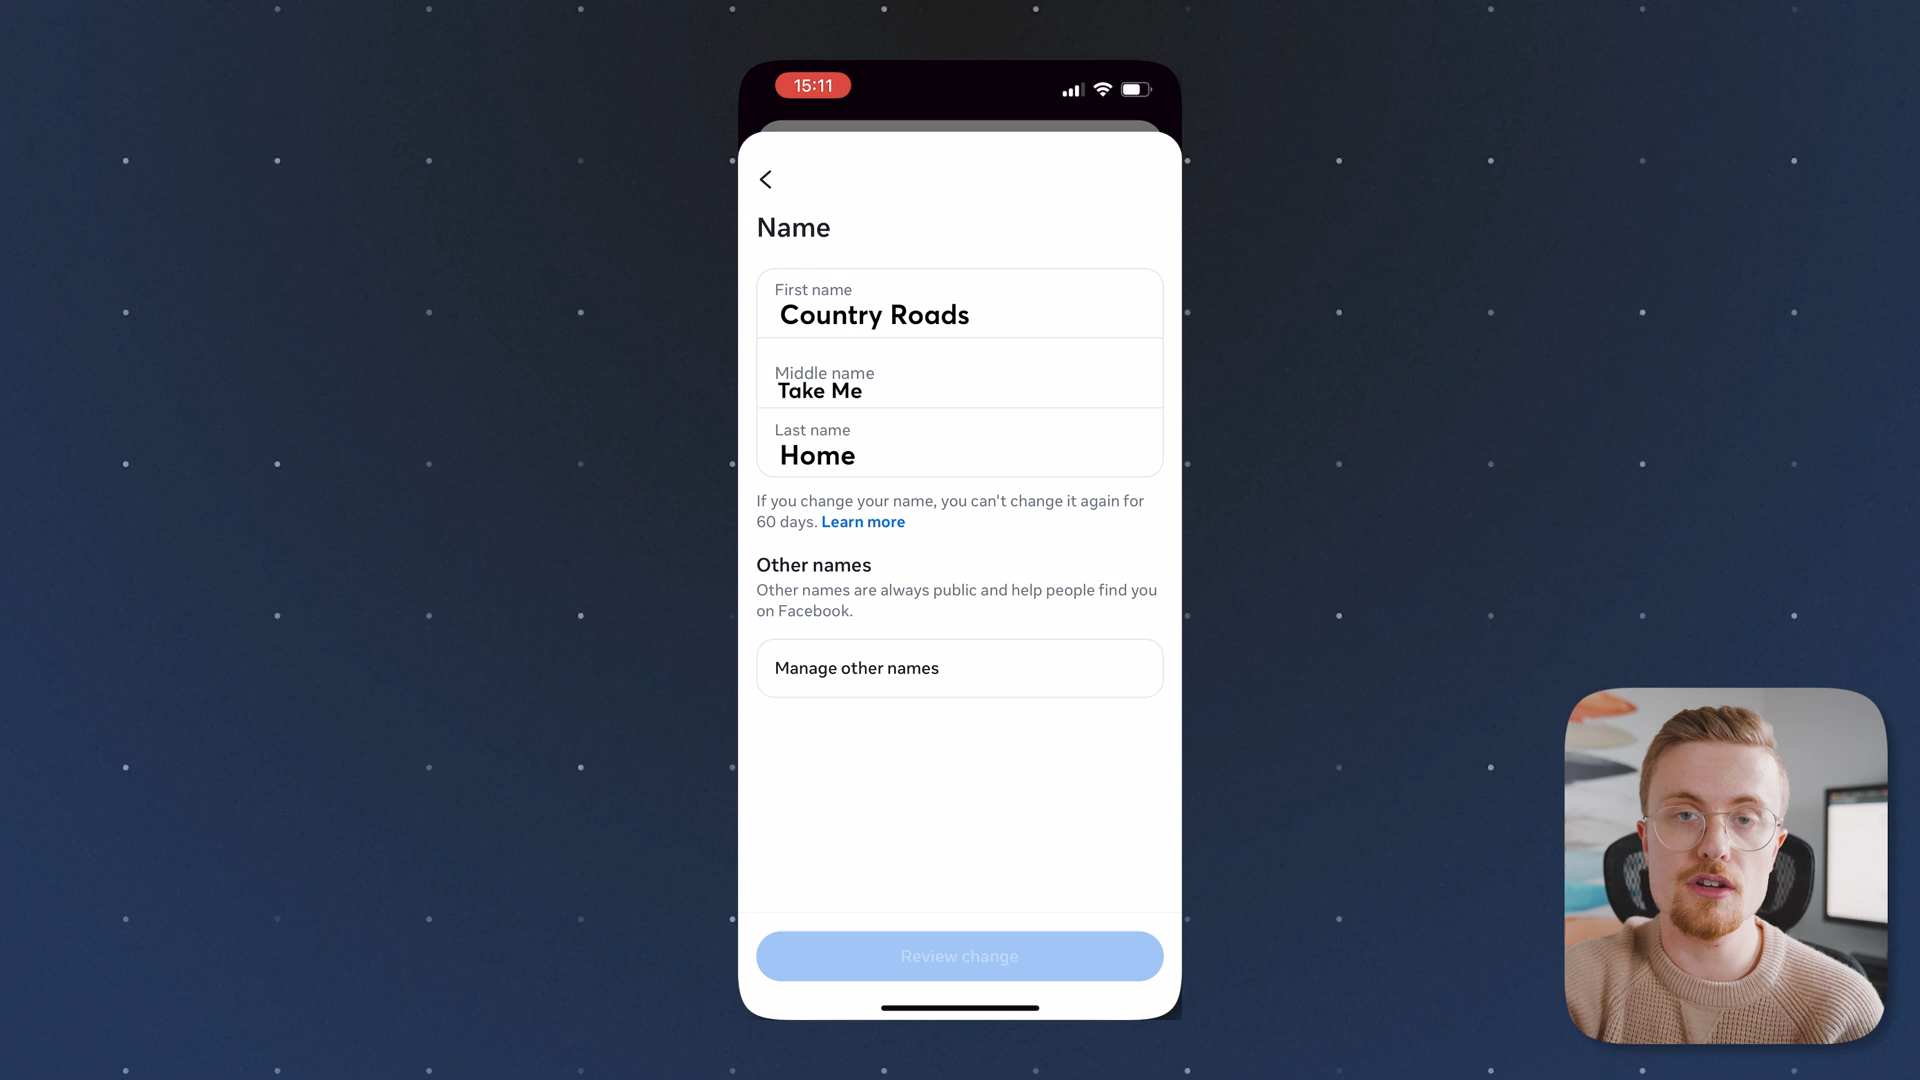 15:11
Name
First name
Country Roads
Middle name
Take Me
Last name
Home
If you change your name, you can't change it again for
60 days. Learn more
Other names
Other names are always public and help people find you
on Facebook.
Manage other names
Review change